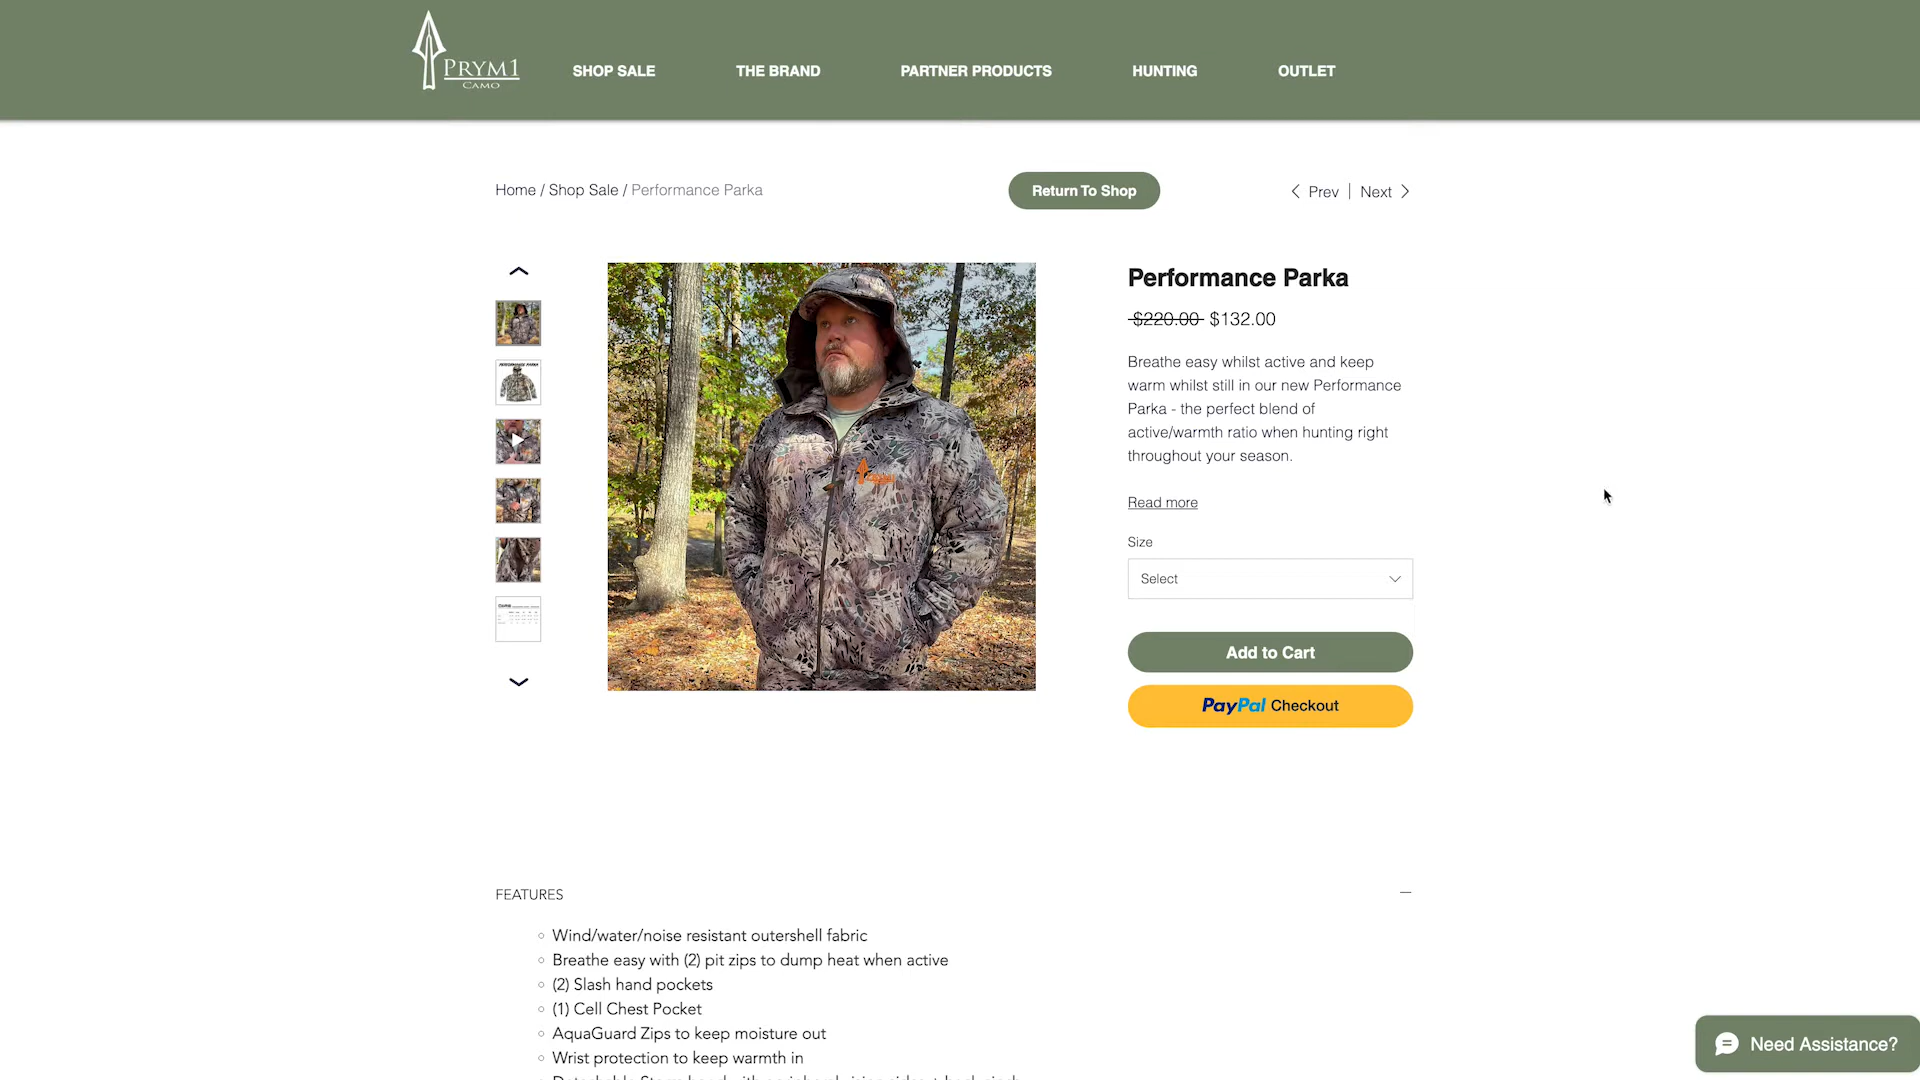 PRYM1
CAMO
SHOP SALE
THE BRAND
PARTNER PRODUCTS
HUNTING
OUTLET
Home / Shop Sale / Performance Parka
Return To Shop
Prev | Next
PERFORMANCE PARKA
Performance Parka
$220.00 $132.00
Breathe easy whilst active and keep
warm whilst still in our new Performance
Parka - the perfect blend of
active/warmth ratio when hunting right
throughout your season.
Read more
Size
Select
Add to Cart
PayPal Checkout
FEATURES
Wind/water/noise resistant outershell fabric
Breathe easy with (2) pit zips to dump heat when active
(2) Slash hand pockets
(1) Cell Chest Pocket
AquaGuard Zips to keep moisture out
Wrist protection to keep warmth in
Need Assistance?